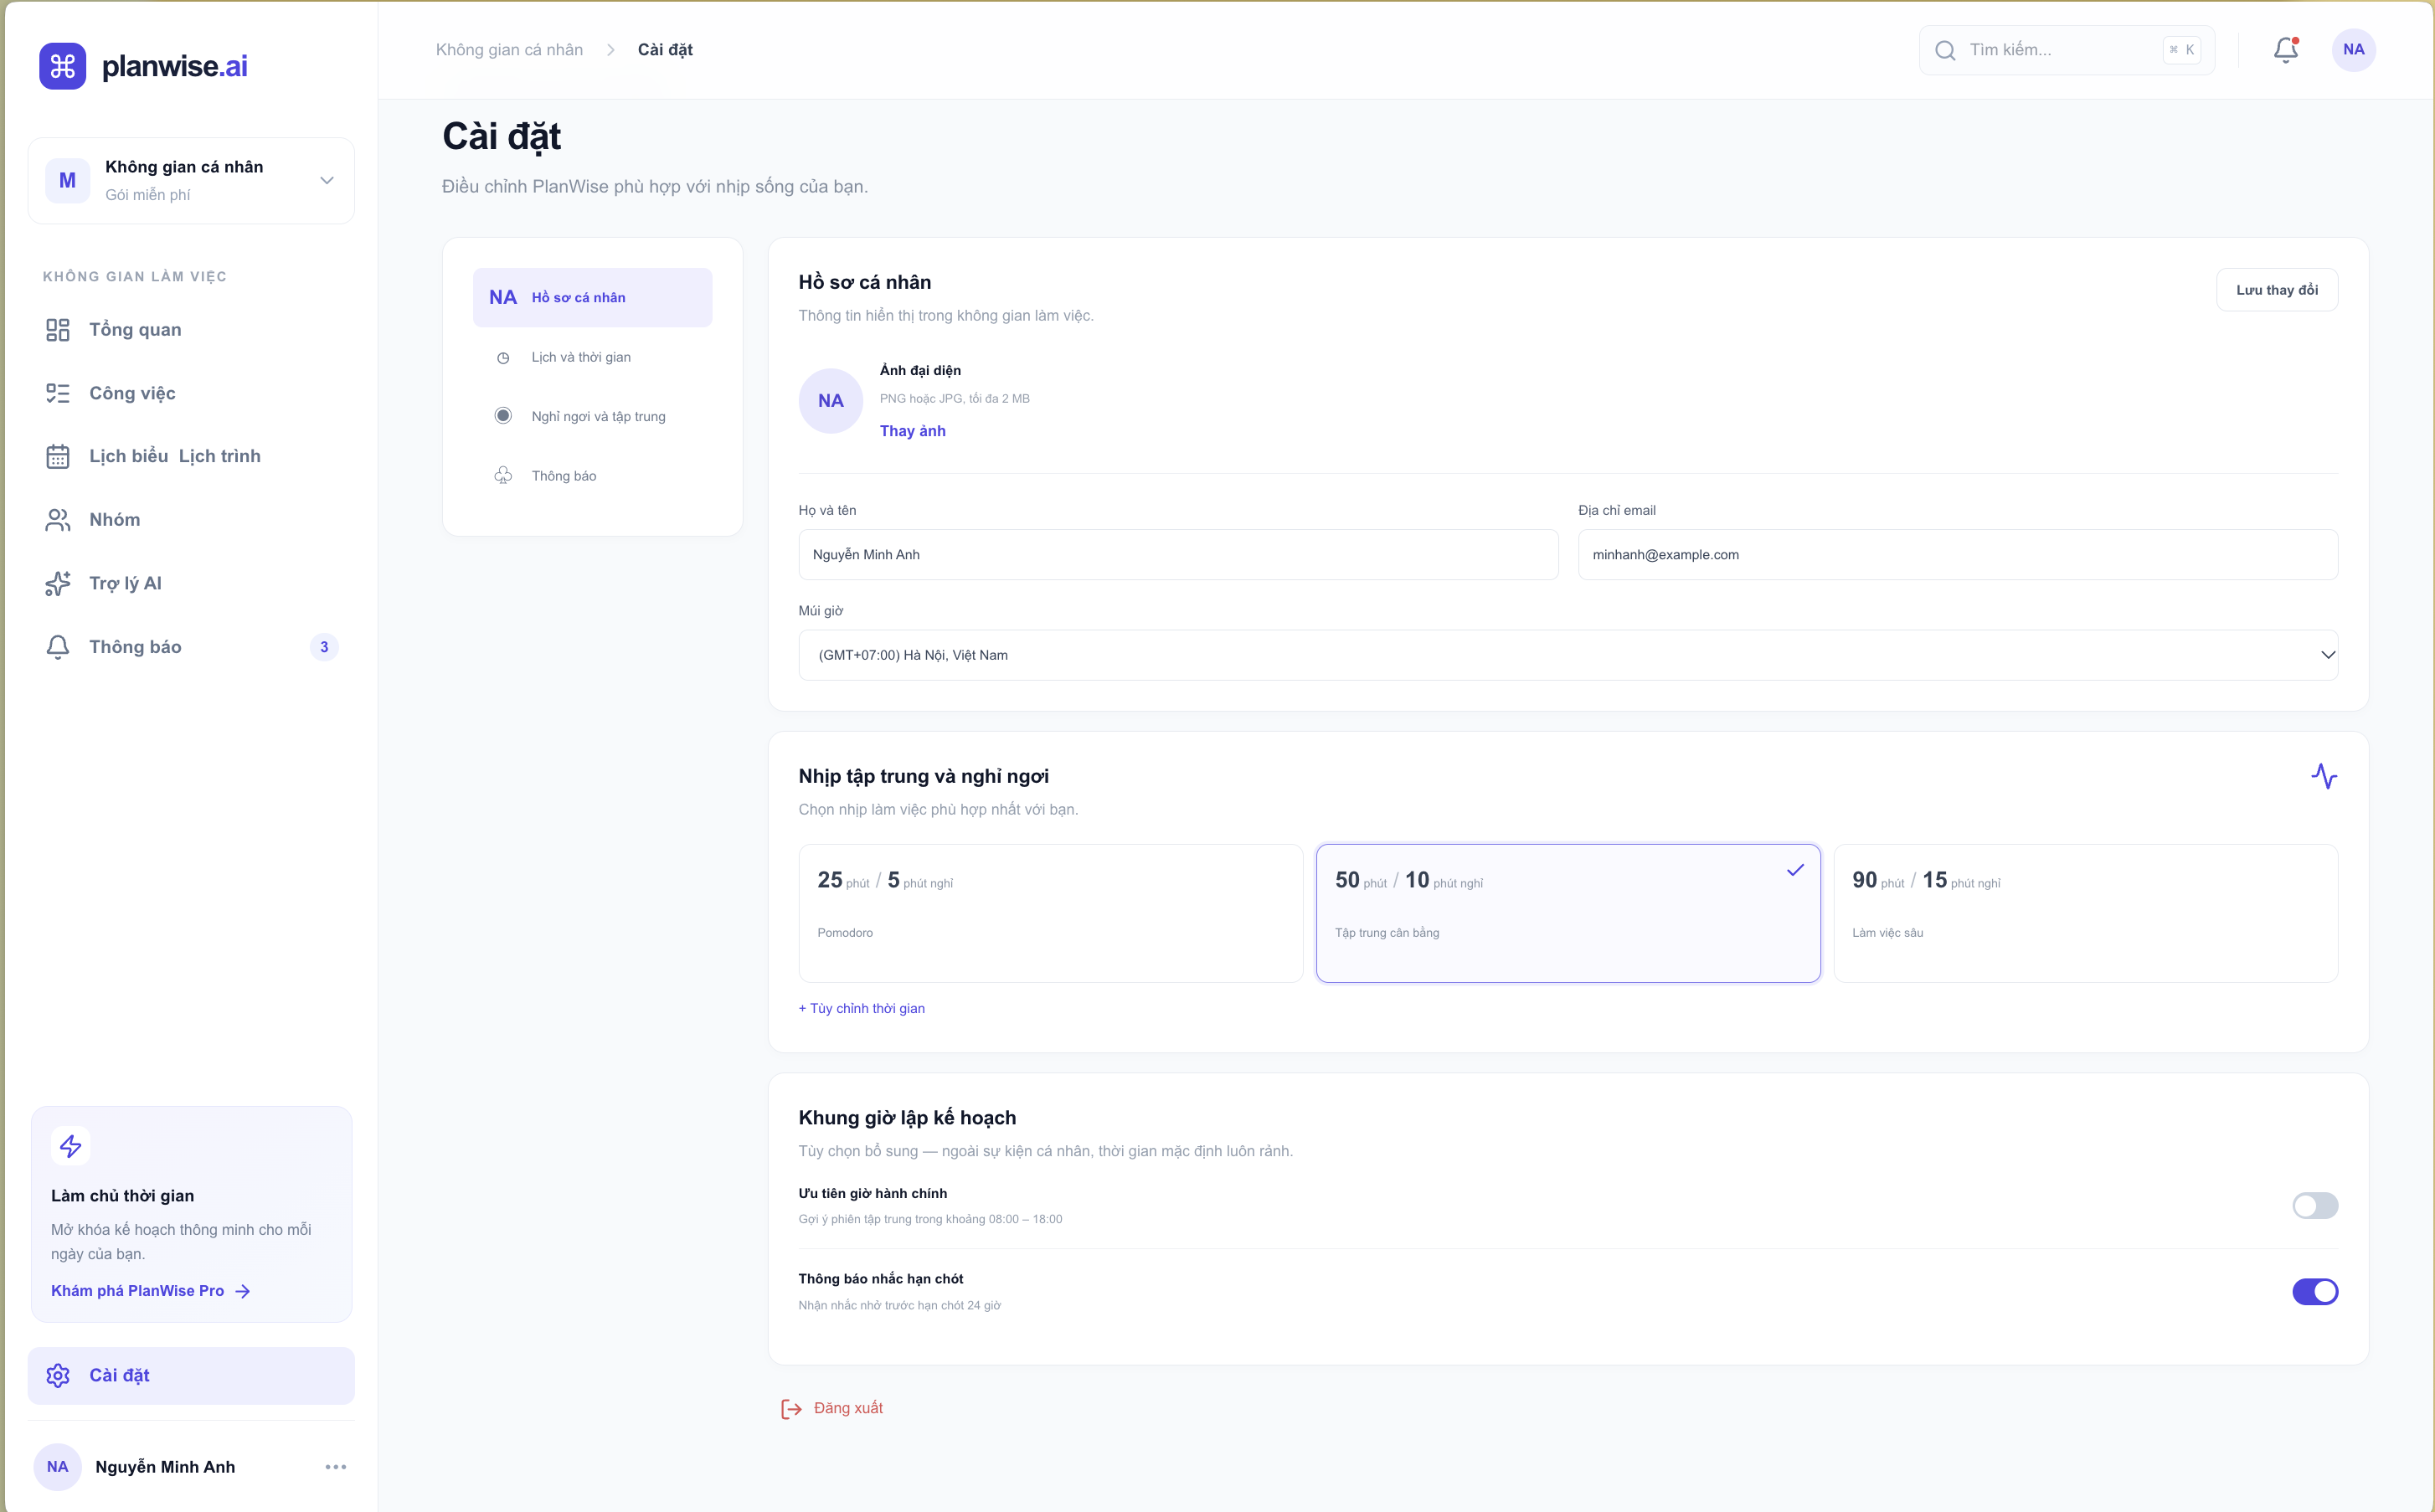 planwise.ai
M
Không gian cá nhân
Gói miễn phí
KHÔNG GIAN LÀM VIỆC
Tổng quan
Công việc
Lịch biểu Lịch trình
Nhóm
Trợ lý AI
Thông báo
3
Làm chủ thời gian
Mở khóa kế hoạch thông minh cho mỗi
ngày của bạn.
Khám phá PlanWise Pro
Cài đặt
NA
Nguyễn Minh Anh
Không gian cá nhân
Cài đặt
Tìm kiếm...
⌘ K
NA
Cài đặt
Điều chỉnh PlanWise phù hợp với nhịp sống của bạn.
NA Hồ sơ cá nhân
Lịch và thời gian
Nghỉ ngơi và tập trung
Thông báo
Hồ sơ cá nhân
Thông tin hiển thị trong không gian làm việc.
Lưu thay đổi
NA
Ảnh đại diện
PNG hoặc JPG, tối đa 2 MB
Thay ảnh
Họ và tên
Nguyễn Minh Anh
Địa chỉ email
minhanh@example.com
Múi giờ
(GMT+07:00) Hà Nội, Việt Nam
Nhịp tập trung và nghỉ ngơi
Chọn nhịp làm việc phù hợp nhất với bạn.
25 phút / 5 phút nghỉ
Pomodoro
50 phút / 10 phút nghỉ
Tập trung cân bằng
90 phút / 15 phút nghỉ
Làm việc sâu
+ Tùy chỉnh thời gian
Khung giờ lập kế hoạch
Tùy chọn bổ sung — ngoài sự kiện cá nhân, thời gian mặc định luôn rảnh.
Ưu tiên giờ hành chính
Gợi ý phiên tập trung trong khoảng 08:00 – 18:00
Thông báo nhắc hạn chót
Nhận nhắc nhở trước hạn chót 24 giờ
Đăng xuất